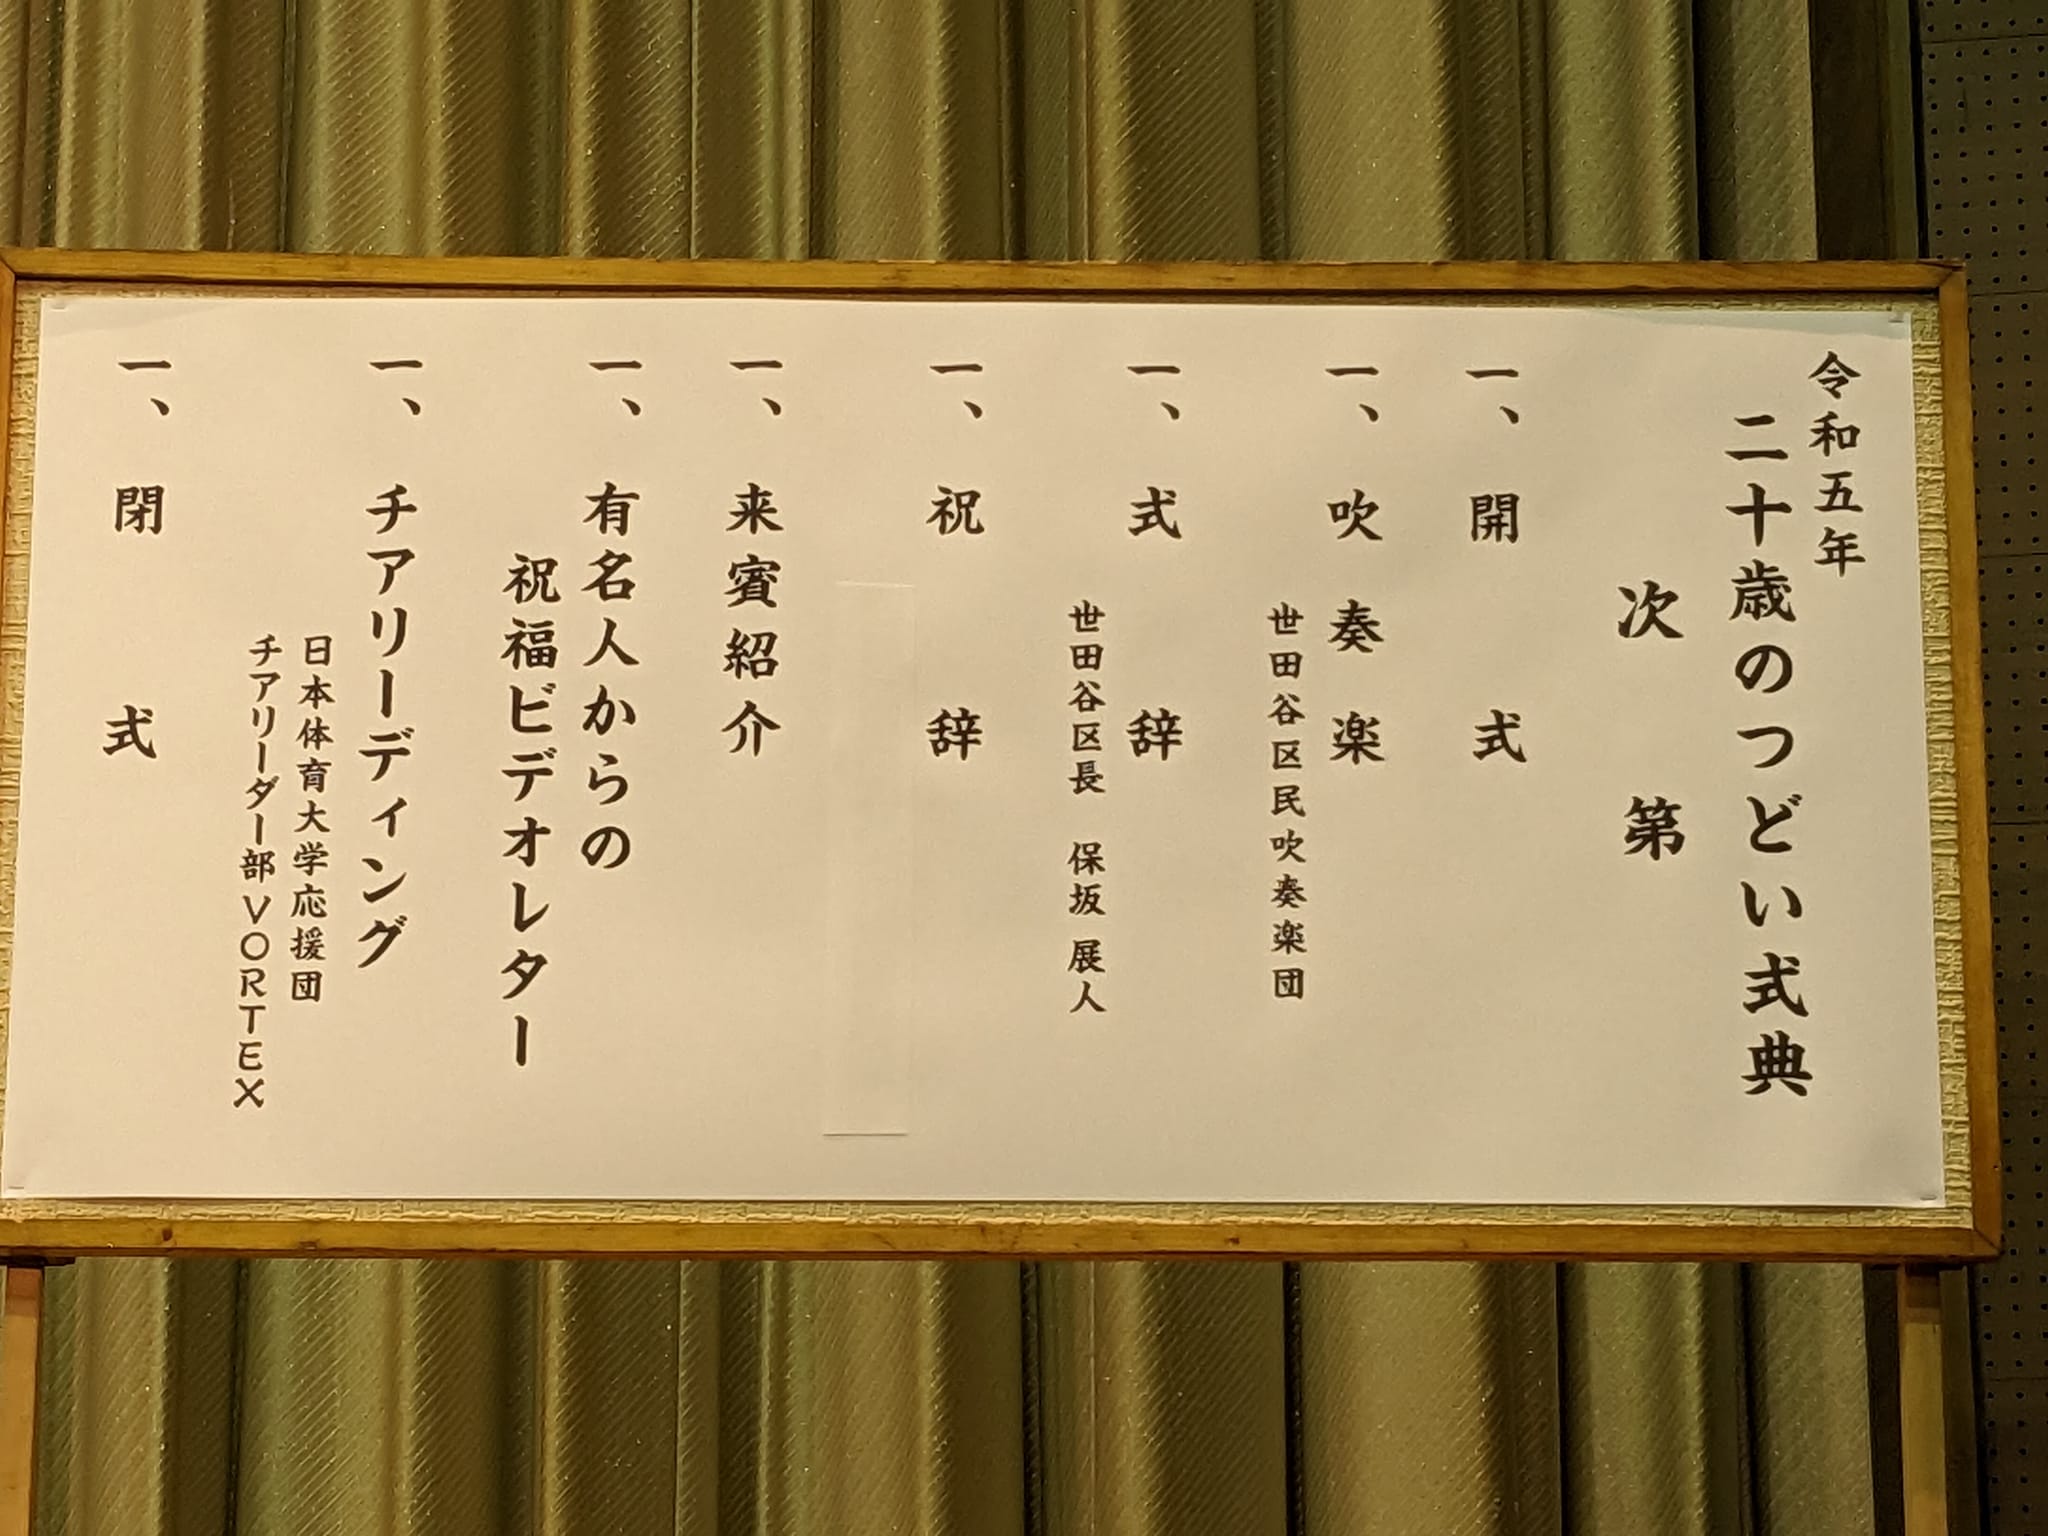 令和五年
二十歳のつどい式典
次第
一、開式
一、吹奏楽
世田谷区民吹奏楽団
一、式辞
世田谷区長 保坂 展人
一、祝辞
一、来賓紹介
一、有名人からの
祝福ビデオレター
一、チアリーディング
日本体育大学応援団
チアリーダー部VORTEX
一、閉式